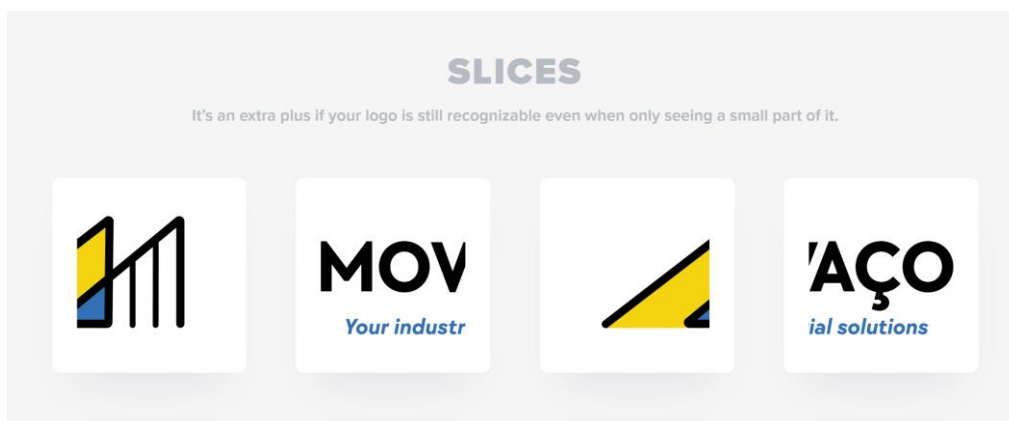 SLICES
It's an extra plus if your logo is still recognizable even when only seeing a small part of it.
MOV
Your industr
VAÇO
ial solutions